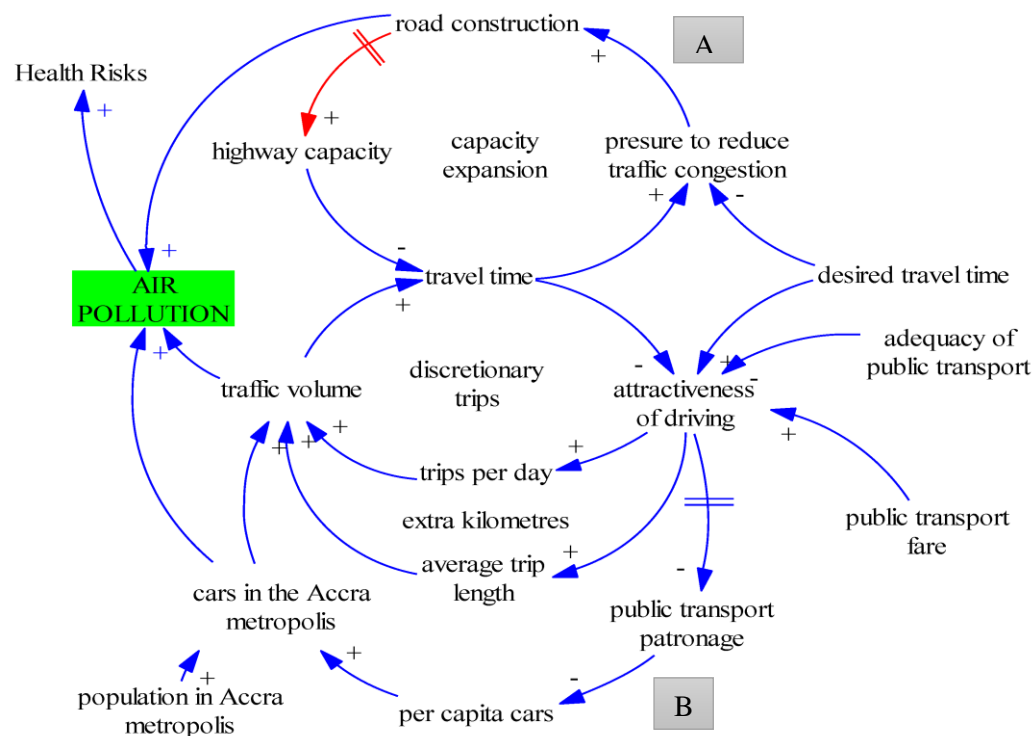 road construction
A
Health Risks
+
+
+
highway capacity
capacity
expansion
presure to reduce
traffic congestion
+
-
-
+
AIR
POLLUTION
travel time
desired travel time
+
+
adequacy of
public transport
traffic volume
discretionary
trips
-
+
-
attractiveness
of driving
+
+
+
+
+
trips per day
extra kilometres
public transport
fare
+
average trip
length
-
cars in the Accra
metropolis
public transport
patronage
+
+
-
population in Accra
metropolis
per capita cars
B